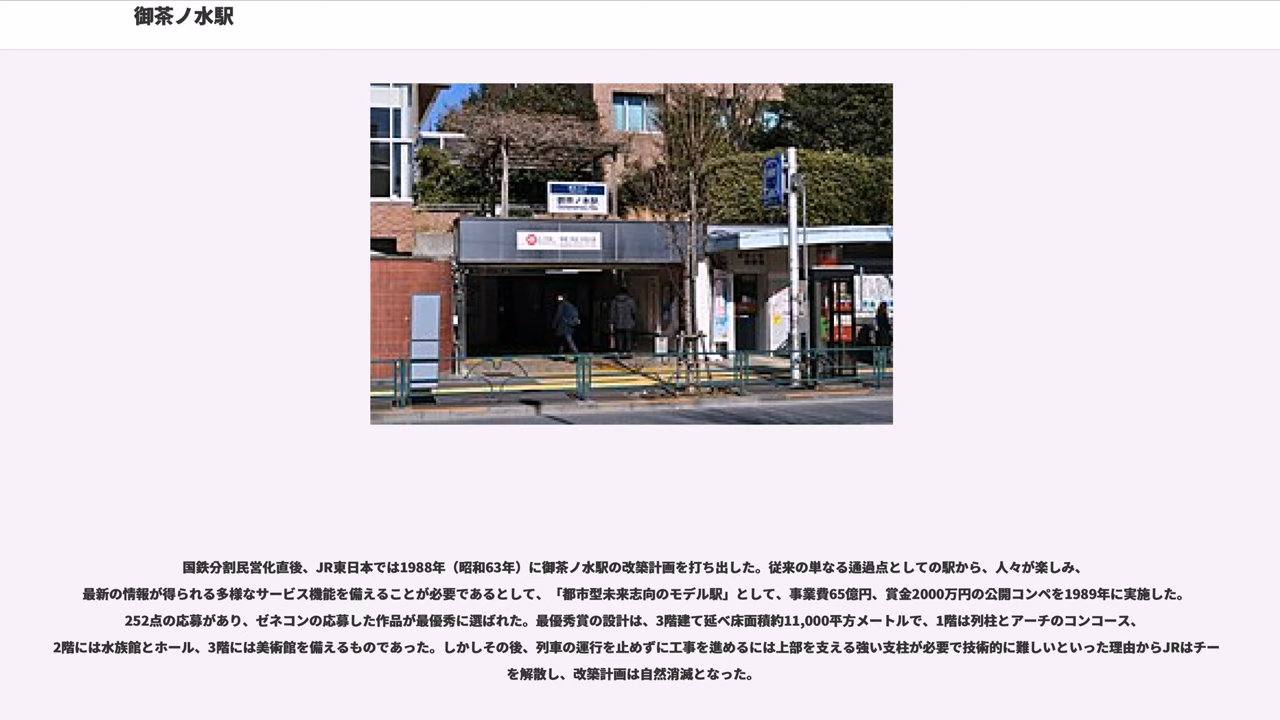 御茶ノ水駅
御茶ノ水駅
国鉄分割民営化直後、JR東日本では1988年（昭和63年）に御茶ノ水駅の改築計画を打ち出した。従来の単なる通過点としての駅から、人々が楽しみ、
最新の情報が得られる多様なサービス機能を備えることが必要であるとして、「都市型未来志向のモデル駅」として、事業費65億円、賞金2000万円の公開コンペを1989年に実施した。
252点の応募があり、ゼネコンの応募した作品が最優秀に選ばれた。最優秀賞の設計は、3階建て延べ床面積約11,000平方メートルで、1階は列柱とアーチのコンコース、
2階には水族館とホール、3階には美術館を備えるものであった。しかしその後、列車の運行を止めずに工事を進めるには上部を支える強い支柱が必要で技術的に難しいといった理由からJRはチー
を解散し、改築計画は自然消滅となった。